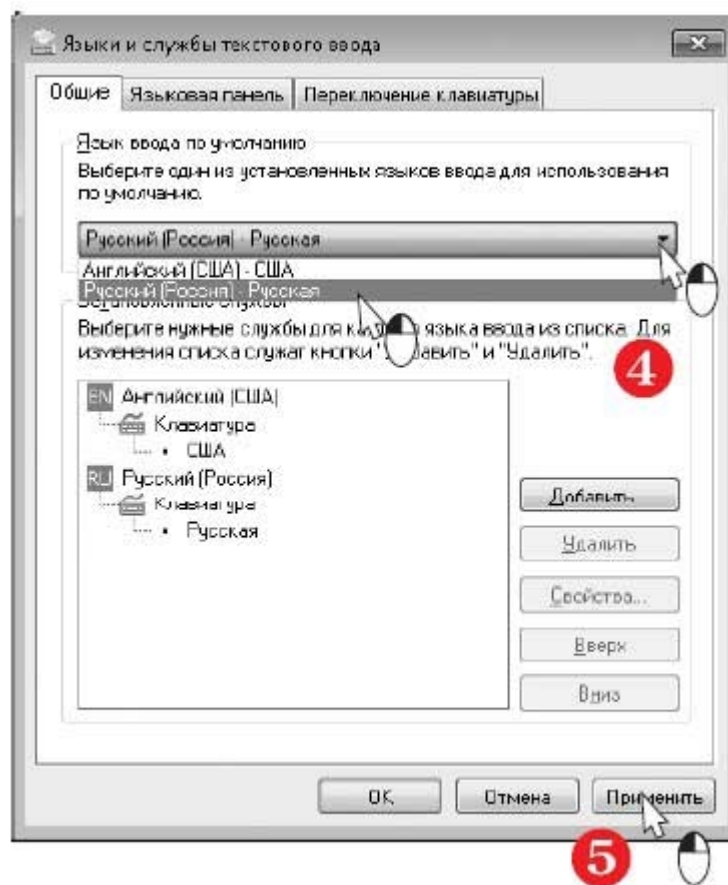 Языки и службы текстового ввода
Общие Языковая панель Переключение клавиатуры
Язык ввода по умолчанию
Выберите один из установленных языков ввода для использования
по умолчанию.
Русский (Россия) - Русская
Английский (США) - США
Русский (Россия) - Русская
Установленные службы
Выберите нужные службы для языка ввода из списка. Для
изменения списка служат кнопки "Добавить" и "Удалить".
4
EN Английский (США)
Клавиатура
• США
RU Русский (Россия)
Клавиатура
• Русская
Добавить...
Удалить
Свойства...
Вверх
Вниз
OK Отмена Применить
5